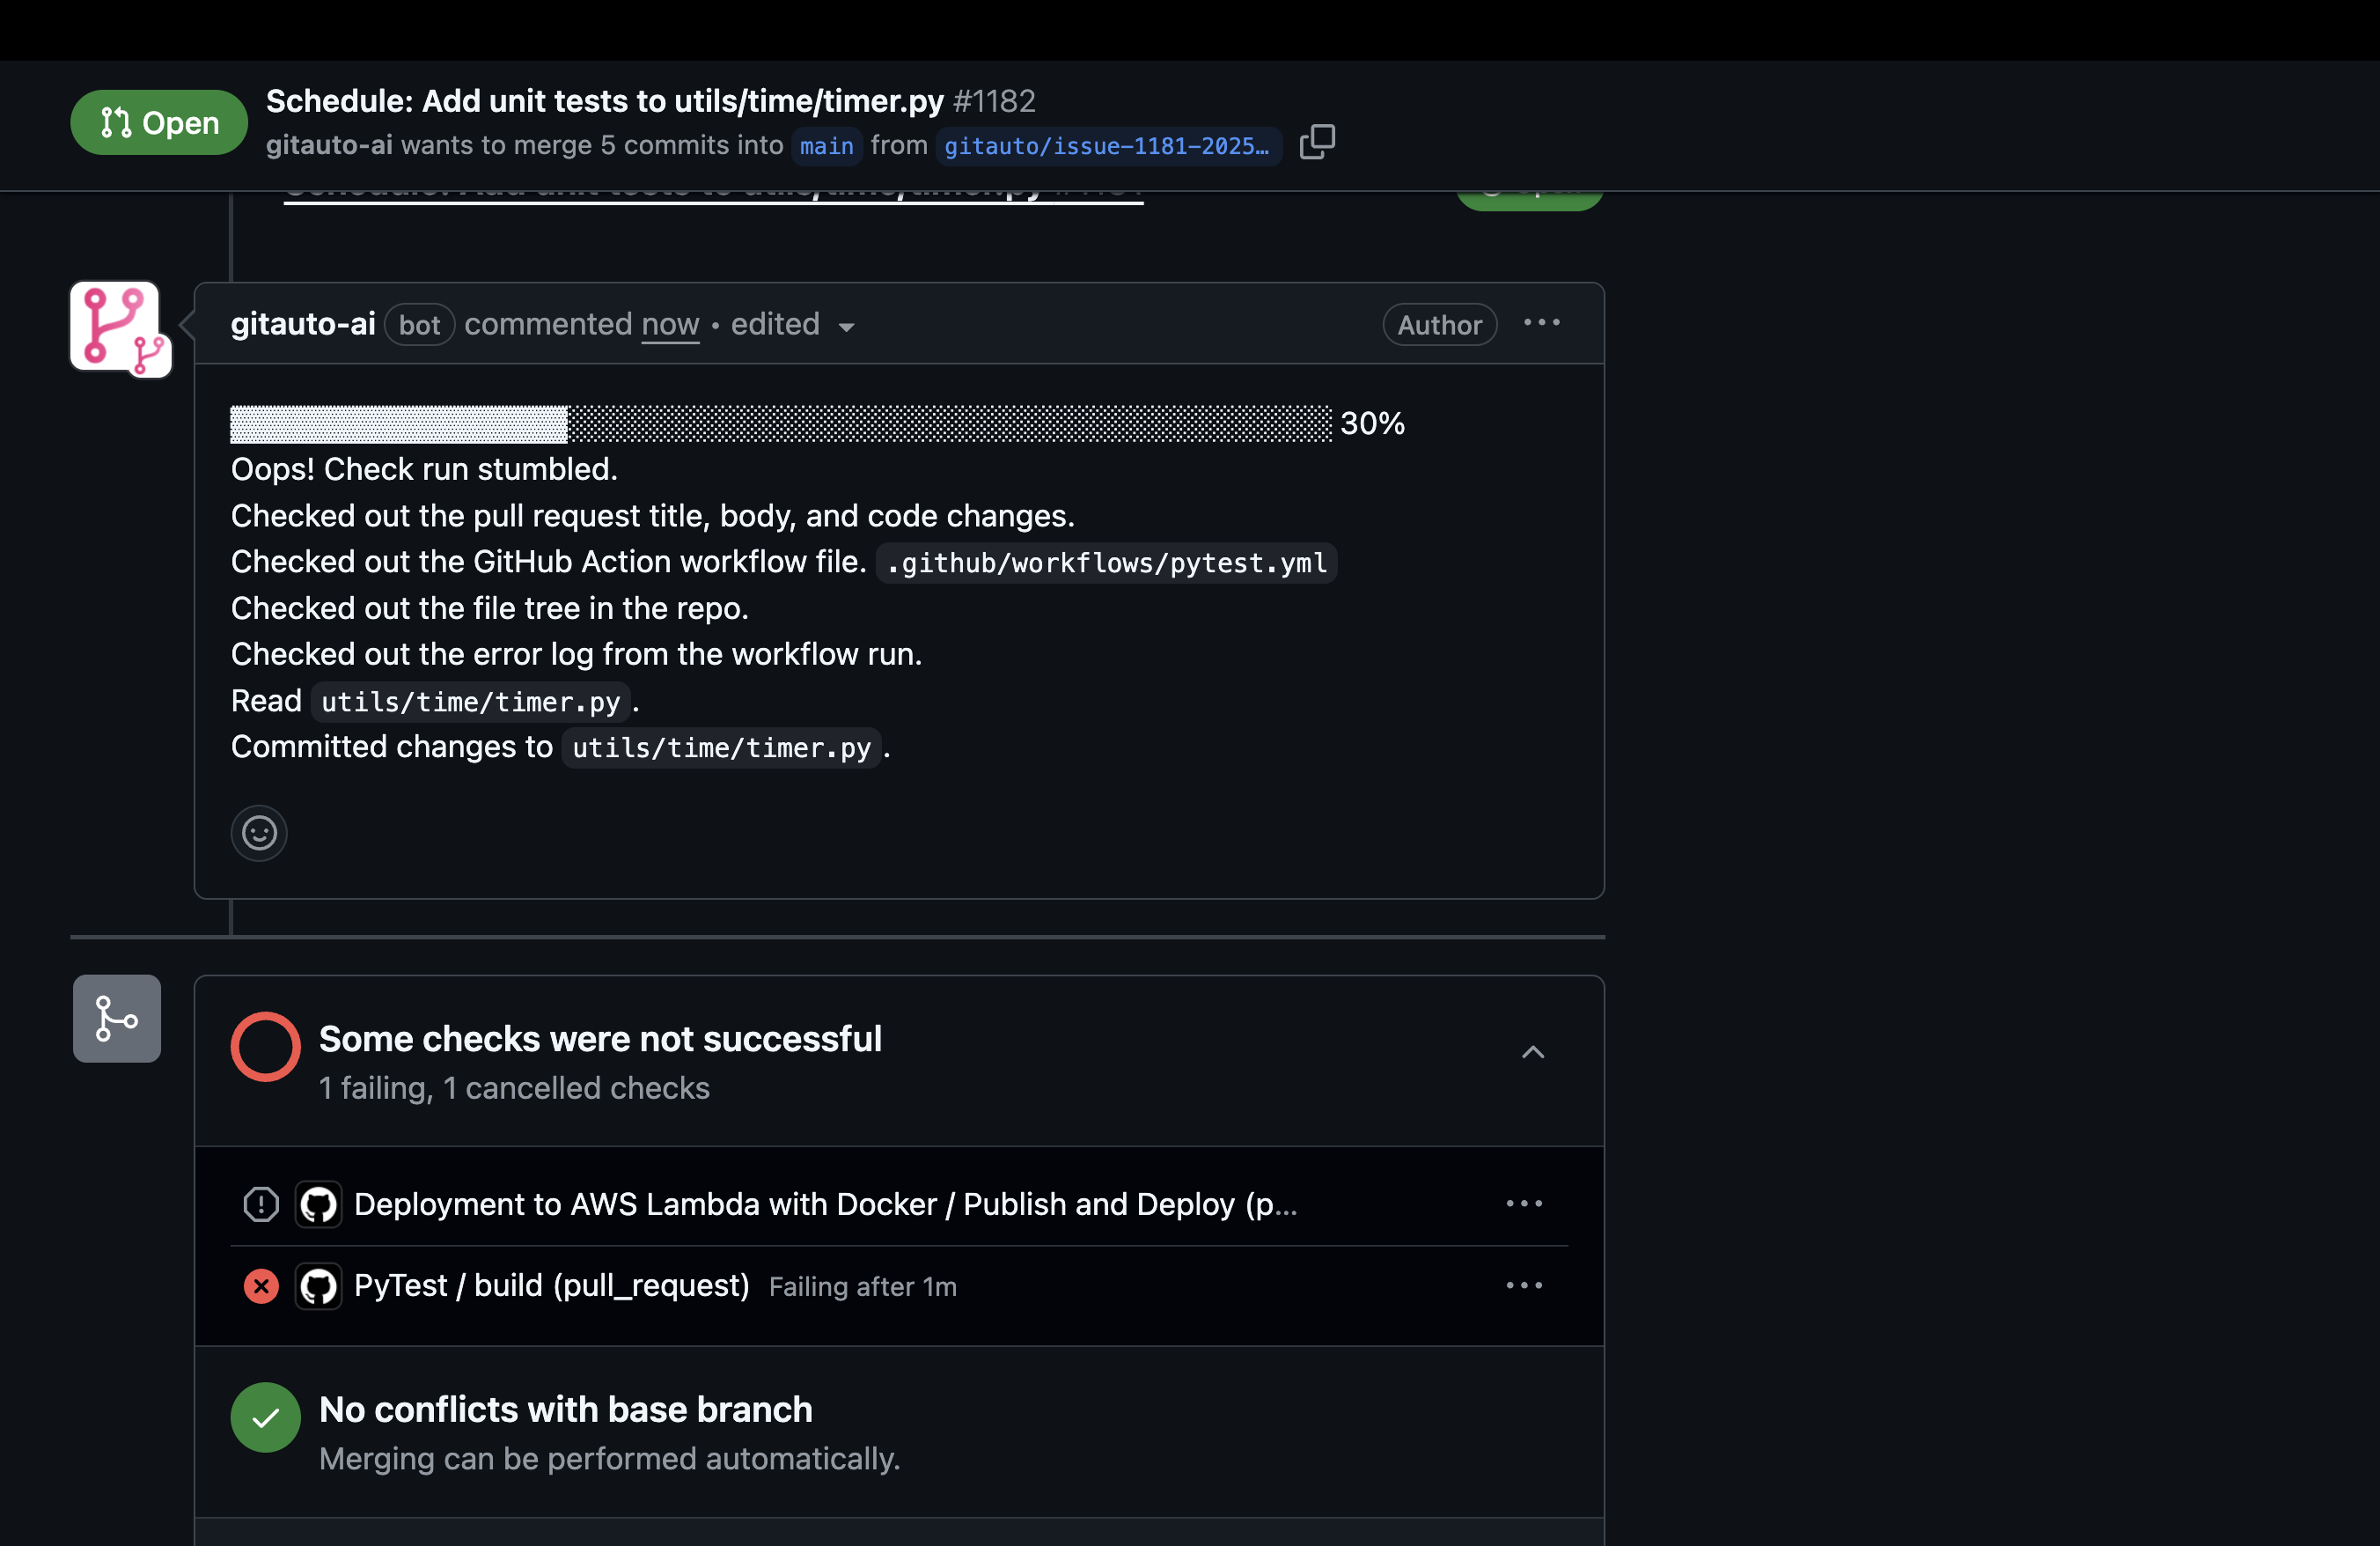 Open
Schedule: Add unit tests to utils/time/timer.py #1182
gitauto-ai wants to merge 5 commits into main from gitauto/issue-1181-2025…
gitauto-ai bot commented now • edited
Author
30%
Oops! Check run stumbled.
Checked out the pull request title, body, and code changes.
Checked out the GitHub Action workflow file. .github/workflows/pytest.yml
Checked out the file tree in the repo.
Checked out the error log from the workflow run.
Read utils/time/timer.py.
Committed changes to utils/time/timer.py.
Some checks were not successful
1 failing, 1 cancelled checks
Deployment to AWS Lambda with Docker / Publish and Deploy (p...
PyTest / build (pull_request) Failing after 1m
No conflicts with base branch
Merging can be performed automatically.